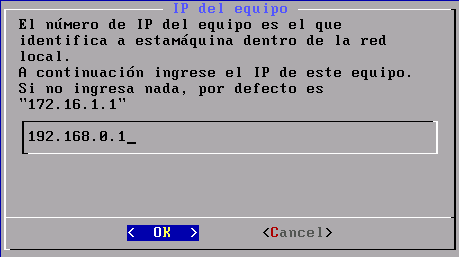 IP del equipo
El número de IP del equipo es el que
identifica a estamáquina dentro de la red
local.
A continuación ingrese el IP de este equipo.
Si no ingresa nada, por defecto es
"172.16.1.1"
192.168.0.1_
< OK > <Cancel>